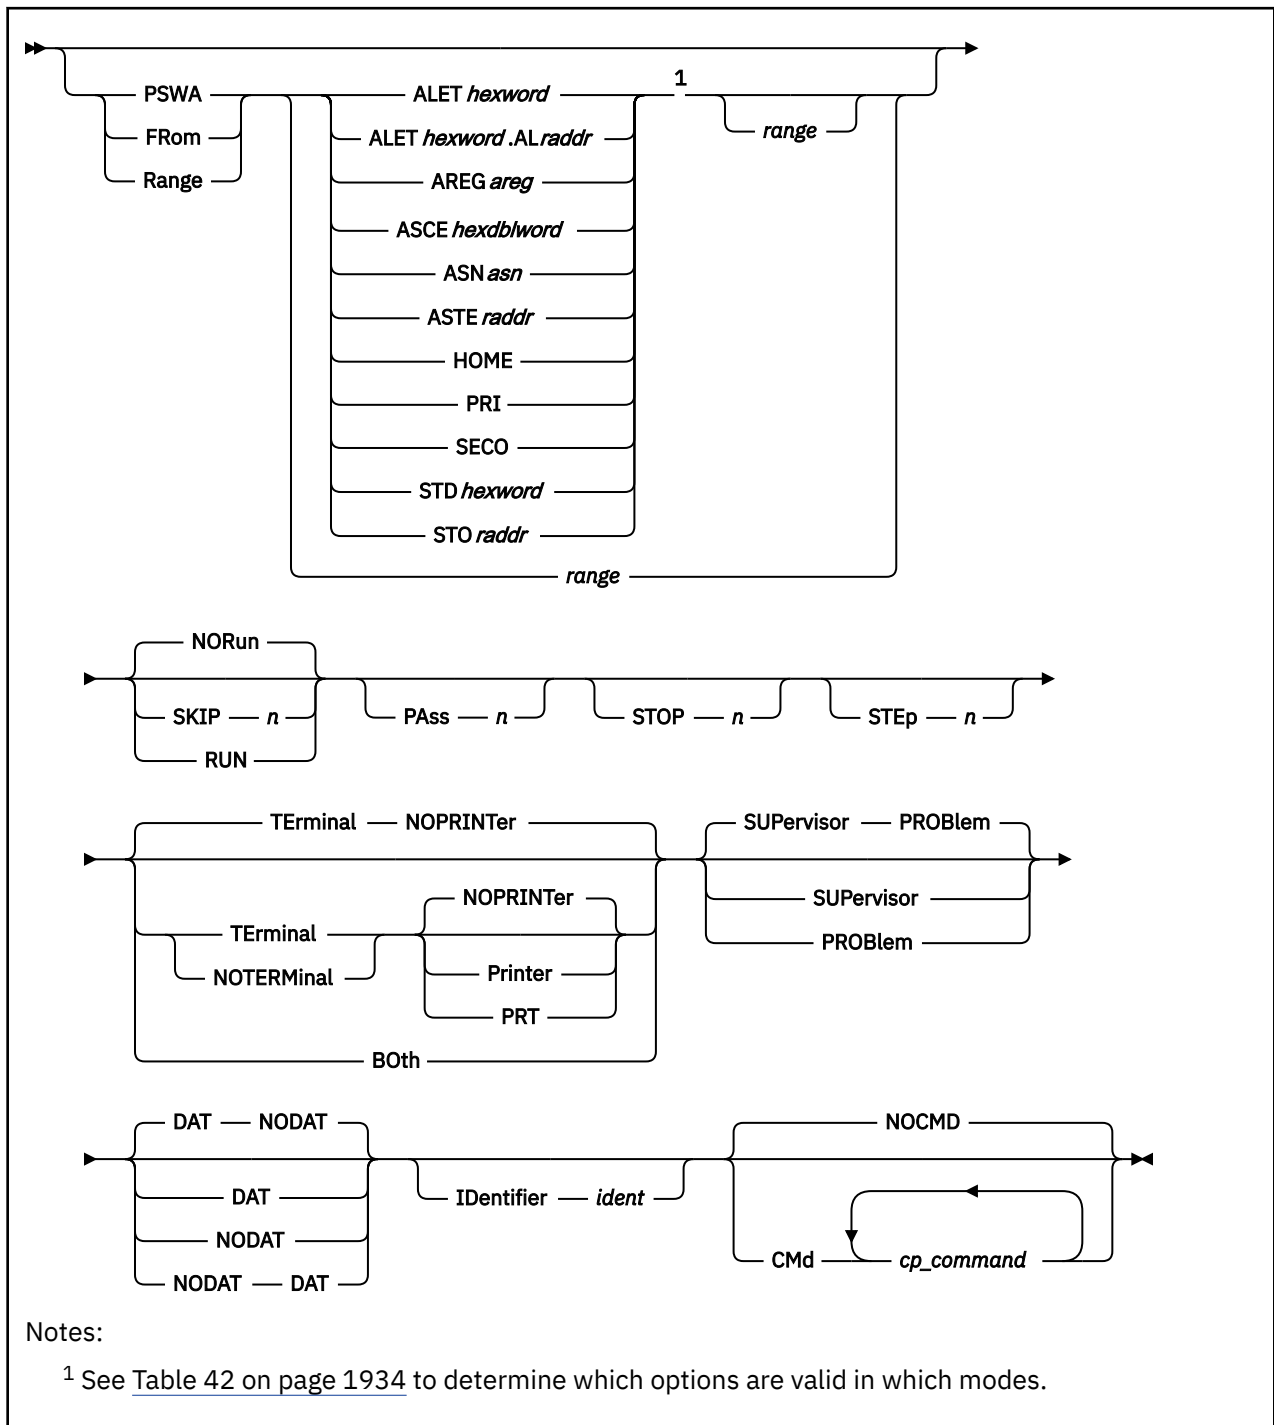 PSWA
FRom
Range
ALET hexword
ALET hexword .ALraddr
AREG areg
ASCE hexdblword
ASN asn
ASTE raddr
HOME
PRI
SECO
STD hexword
STO raddr
1
range
range
NORun
SKIP n
RUN
PAss n
STOP n
STEp n
TErminal NOPRINTer
TErminal
NOTERMinal
NOPRINTer
Printer
PRT
BOth
SUPervisor PROBlem
SUPervisor
PROBlem
DAT NODAT
DAT
NODAT
NODAT DAT
IDentifier ident
NOCMD
CMd cp_command
Notes:
1 See Table 42 on page 1934 to determine which options are valid in which modes.